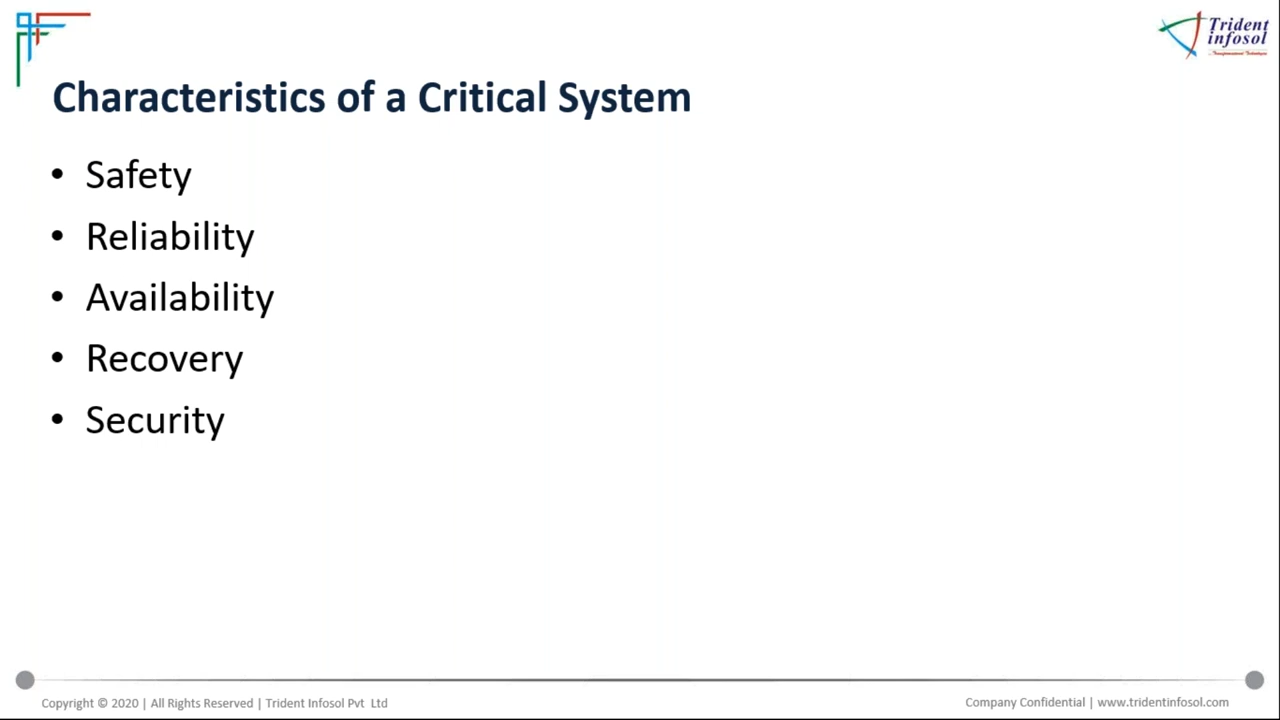 Trident
infosol
Characteristics of a Critical System
• Safety
• Reliability
• Availability
• Recovery
• Security
Copyright © 2020 | All Rights Reserved | Trident Infosol Pvt Ltd
Company Confidential | www.tridentinfosol.com